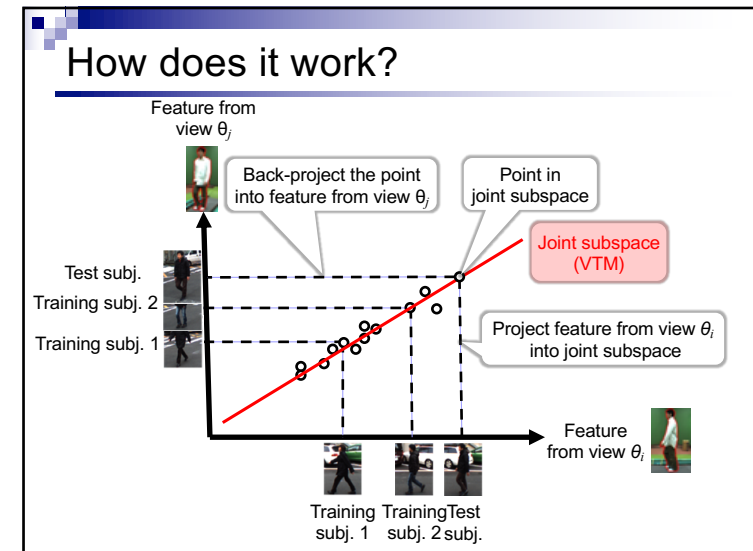 How does it work?
Feature from
view θj
Back-project the point
into feature from view θj
Point in
joint subspace
Joint subspace
(VTM)
Test subj.
Training subj. 2
Training subj. 1
Project feature from view θi
into joint subspace
Feature
from view θi
Training
subj. 1
Training
subj. 2
Test
subj.